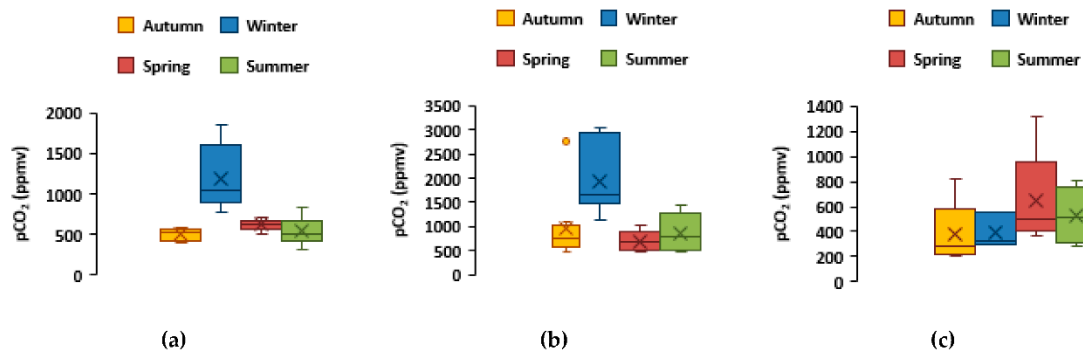 Autumn Winter
Spring Summer
pCO₂ (ppmv)
2000
1500
1000
500
0
(a)
Autumn Winter
Spring Summer
pCO₂ (ppmv)
3500
3000
2500
2000
1500
1000
500
0
(b)
Autumn Winter
Spring Summer
pCO₂ (ppmv)
1400
1200
1000
800
600
400
200
0
(c)